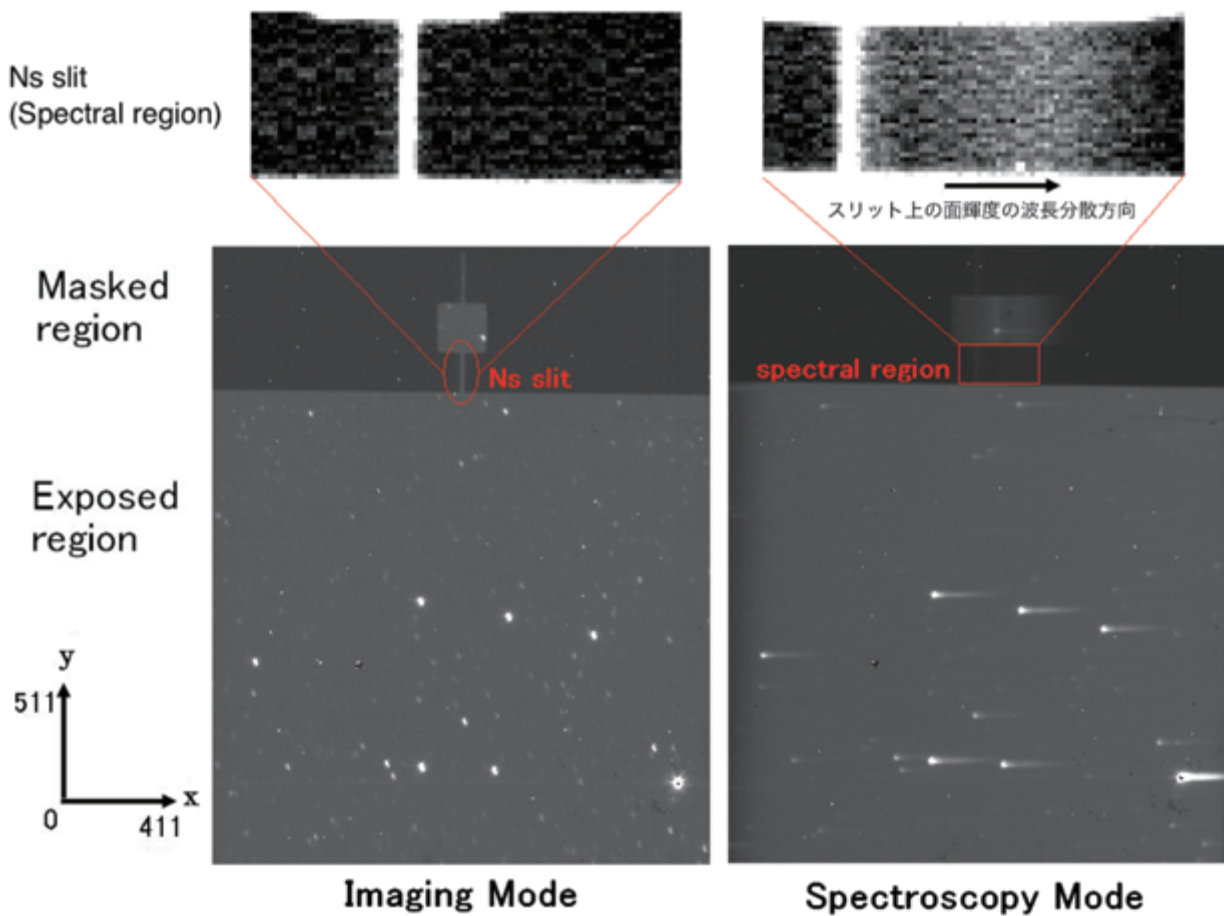 Ns slit
(Spectral region)
スリット上の面輝度の波長分散方向
Masked
region
Ns slit
spectral region
Exposed
region
y
511
0
411
x
Imaging Mode
Spectroscopy Mode